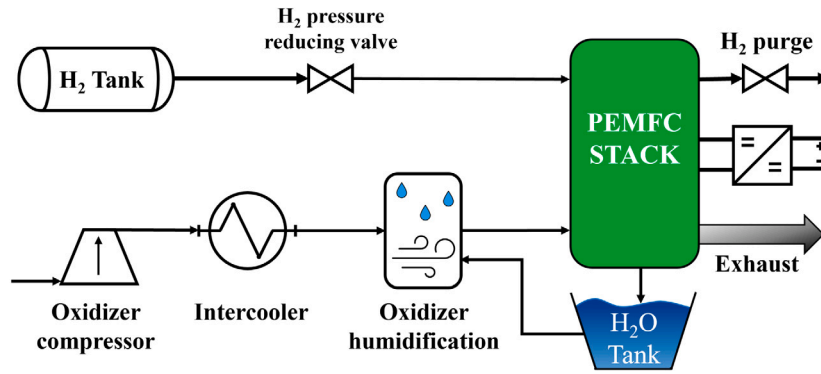 H₂ pressure
reducing valve
H₂ purge
H₂ Tank
PEMFC
STACK
Exhaust
Oxidizer
compressor
Intercooler
Oxidizer
humidification
H₂O
Tank